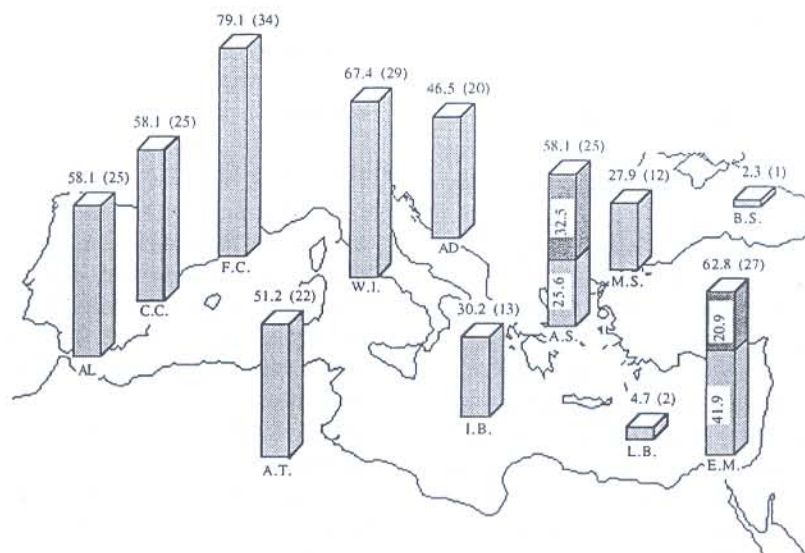 79.1 (34)
67.4 (29)
46.5 (20)
58.1 (25)
58.1 (25)
27.9 (12)
2.3 (1)
58.1 (25)
32.5
B.S.
AD
F.C.
W.I.
M.S.
62.8 (27)
C.C.
51.2 (22)
25.6
30.2 (13)
A.S.
20.9
AL
4.7 (2)
41.9
I.B.
L.B.
A.T.
E.M.